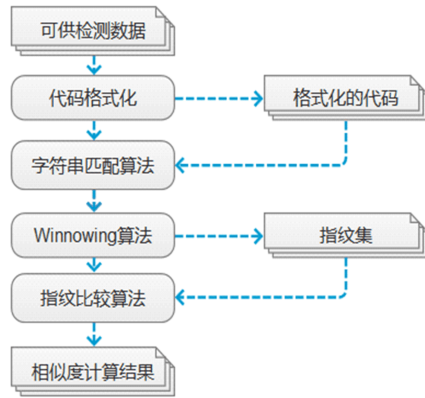 可供检测数据
代码格式化
格式化的代码
字符串匹配算法
Winnowing算法
指纹集
指纹比较算法
相似度计算结果